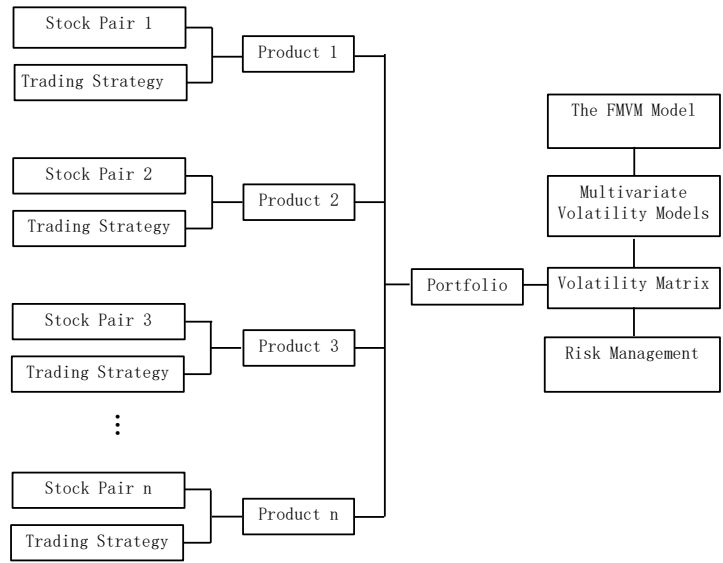 Stock Pair 1
Trading Strategy
Product 1
Stock Pair 2
Trading Strategy
Product 2
Stock Pair 3
Trading Strategy
Product 3
⋮
Stock Pair n
Trading Strategy
Product n
Portfolio
The FMVM Model
Multivariate
Volatility Models
Volatility Matrix
Risk Management